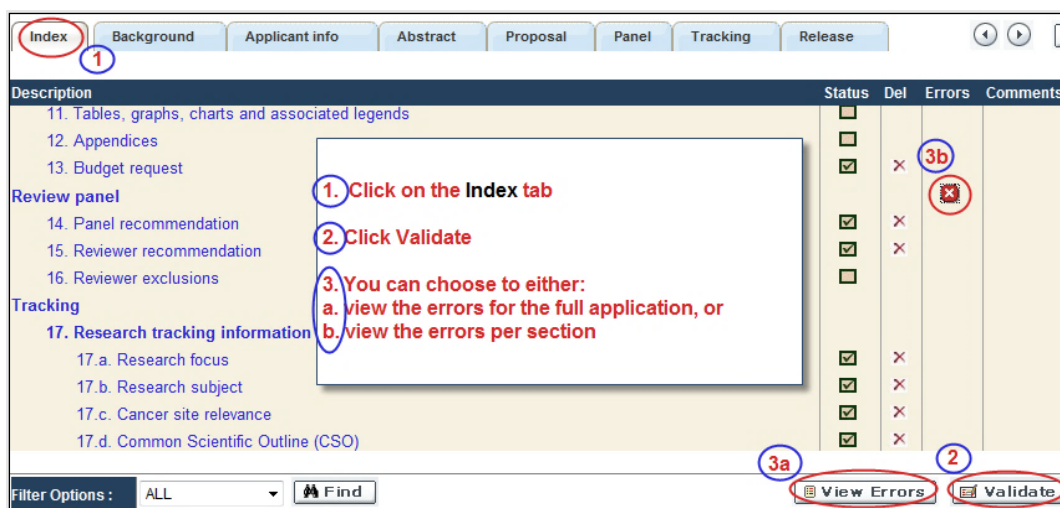 Index Background Applicant info Abstract Proposal Panel Tracking Release
1
Description Status Del Errors Comments
11. Tables, graphs, charts and associated legends
12. Appendices
13. Budget request
3b
Review panel
14. Panel recommendation
15. Reviewer recommendation
16. Reviewer exclusions
Tracking
17. Research tracking information
17.a. Research focus
17.b. Research subject
17.c. Cancer site relevance
17.d. Common Scientific Outline (CSO)
1. Click on the Index tab
2. Click Validate
3. You can choose to either:
a. view the errors for the full application, or
b. view the errors per section
3a
2
Filter Options : ALL Find View Errors Validate